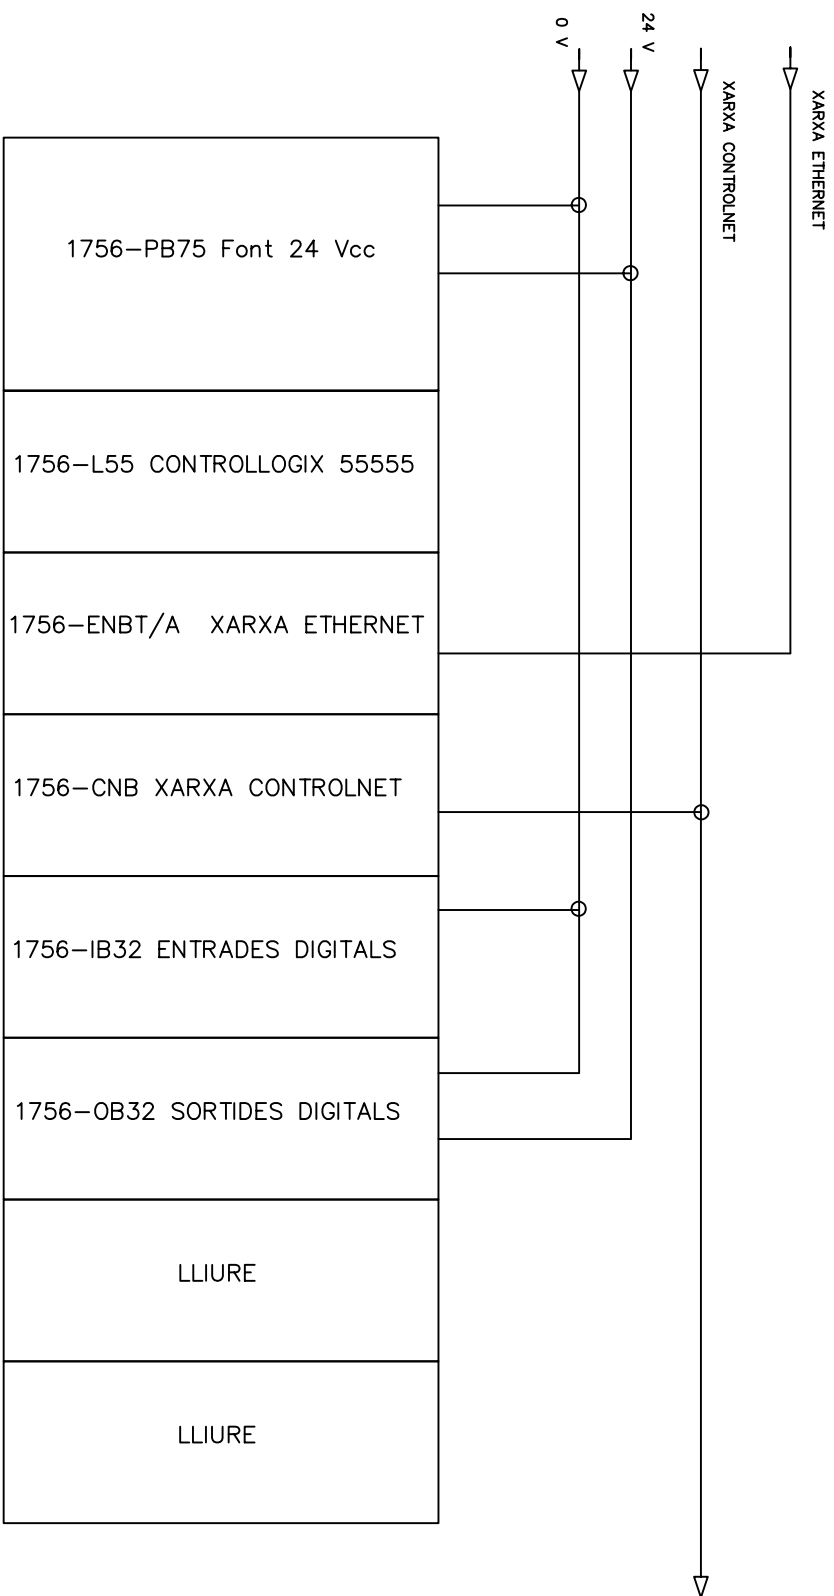 0 V
24 V
XARXA CONTROLNET
XARXA ETHERNET
1756-PB75 Font 24 Vcc
1756-L55 CONTROLLOGIX 55555
1756-ENBT/A XARXA ETHERNET
1756-CNB XARXA CONTROLNET
1756-IB32 ENTRADES DIGITALS
1756-OB32 SORTIDES DIGITALS
LLIURE
LLIURE